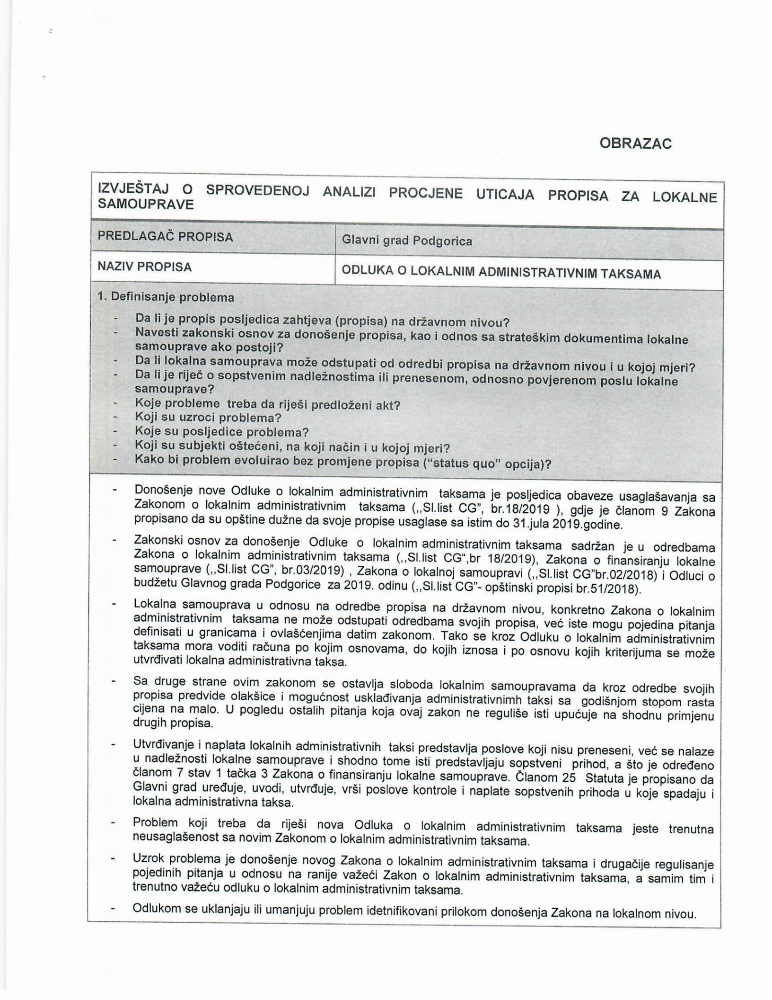 OBRAZAC
IZVJEŠTAJ O SPROVEDENOJ ANALIZI PROCJENE UTICAJA PROPISA ZA LOKALNE
SAMOUPRAVE
PREDLAGAČ PROPISA
Glavni grad Podgorica
NAZIV PROPISA
ODLUKA O LOKALNIM ADMINISTRATIVNIM TAKSAMA
1. Definisanje problema
- Da li je propis posljedica zahtjeva (propisa) na državnom nivou?
- Navesti zakonski osnov za donošenje propisa, kao i odnos sa strateškim dokumentima lokalne
samouprave ako postoji?
- Da li lokalna samouprava može odstupati od odredbi propisa na državnom nivou i u kojoj mjeri?
- Da li je riječ o sopstvenim nadležnostima ili prenesenom, odnosno povjerenom poslu lokalne
samouprave?
- Koje probleme treba da riješi predloženi akt?
- Koji su uzroci problema?
- Koje su posljedice problema?
- Koji su subjekti oštećeni, na koji način i u kojoj mjeri?
- Kako bi problem evoluirao bez promjene propisa (“status quo” opcija)?
- Donošenje nove Odluke o lokalnim administrativnim taksama je posljedica obaveze usaglašavanja sa
Zakonom o lokalnim administrativnim taksama (,,Sl.list CG”, br.18/2019 ), gdje je članom 9 Zakona
propisano da su opštine dužne da svoje propise usaglase sa istim do 31.jula 2019.godine.
- Zakonski osnov za donošenje Odluke o lokalnim administrativnim taksama sadržan je u odredbama
Zakona o lokalnim administrativnim taksama (,,Sl.list CG“,br 18/2019), Zakona o finansiranju lokalne
samouprave (,,Sl.list CG”, br.03/2019) , Zakona o lokalnoj samoupravi (,,Sl.list CG”br.02/2018) i Odluci o
budžetu Glavnog grada Podgorice za 2019. odinu (,,Sl.list CG”- opštinski propisi br.51/2018).
- Lokalna samouprava u odnosu na odredbe propisa na državnom nivou, konkretno Zakona o lokalnim
administrativnim taksama ne može odstupati odredbama svojih propisa, već iste mogu pojedina pitanja
definisati u granicama i ovlašćenjima datim zakonom. Tako se kroz Odluku o lokalnim administrativnim
taksama mora voditi računa po kojim osnovama, do kojih iznosa i po osnovu kojih kriterijuma se može
utvrđivati lokalna administrativna taksa.
- Sa druge strane ovim zakonom se ostavlja sloboda lokalnim samoupravama da kroz odredbe svojih
propisa predvide olakšice i mogućnost usklađivanja administrativnimh taksi sa godišnjom stopom rasta
cijena na malo. U pogledu ostalih pitanja koja ovaj zakon ne reguliše isti upućuje na shodnu primjenu
drugih propisa.
- Utvrđivanje i naplata lokalnih administrativnih taksi predstavlja poslove koji nisu preneseni, već se nalaze
u nadležnosti lokalne samouprave i shodno tome isti predstavljaju sopstveni prihod, a što je određeno
članom 7 stav 1 tačka 3 Zakona o finansiranju lokalne samouprave. Članom 25 Statuta je propisano da
Glavni grad uređuje, uvodi, utvrđuje, vrši poslove kontrole i naplate sopstvenih prihoda u koje spadaju i
lokalna administrativna taksa.
- Problem koji treba da riješi nova Odluka o lokalnim administrativnim taksama jeste trenutna
neusaglašenost sa novim Zakonom o lokalnim administrativnim taksama.
- Uzrok problema je donošenje novog Zakona o lokalnim administrativnim taksama i drugačije regulisanje
pojedinih pitanja u odnosu na ranije važeći Zakon o lokalnim administrativnim taksama, a samim tim i
trenutno važeću odluku o lokalnim administrativnim taksama.
- Odlukom se uklanjaju ili umanjuju problem idetnifikovani prilokom donošenja Zakona na lokalnom nivou.